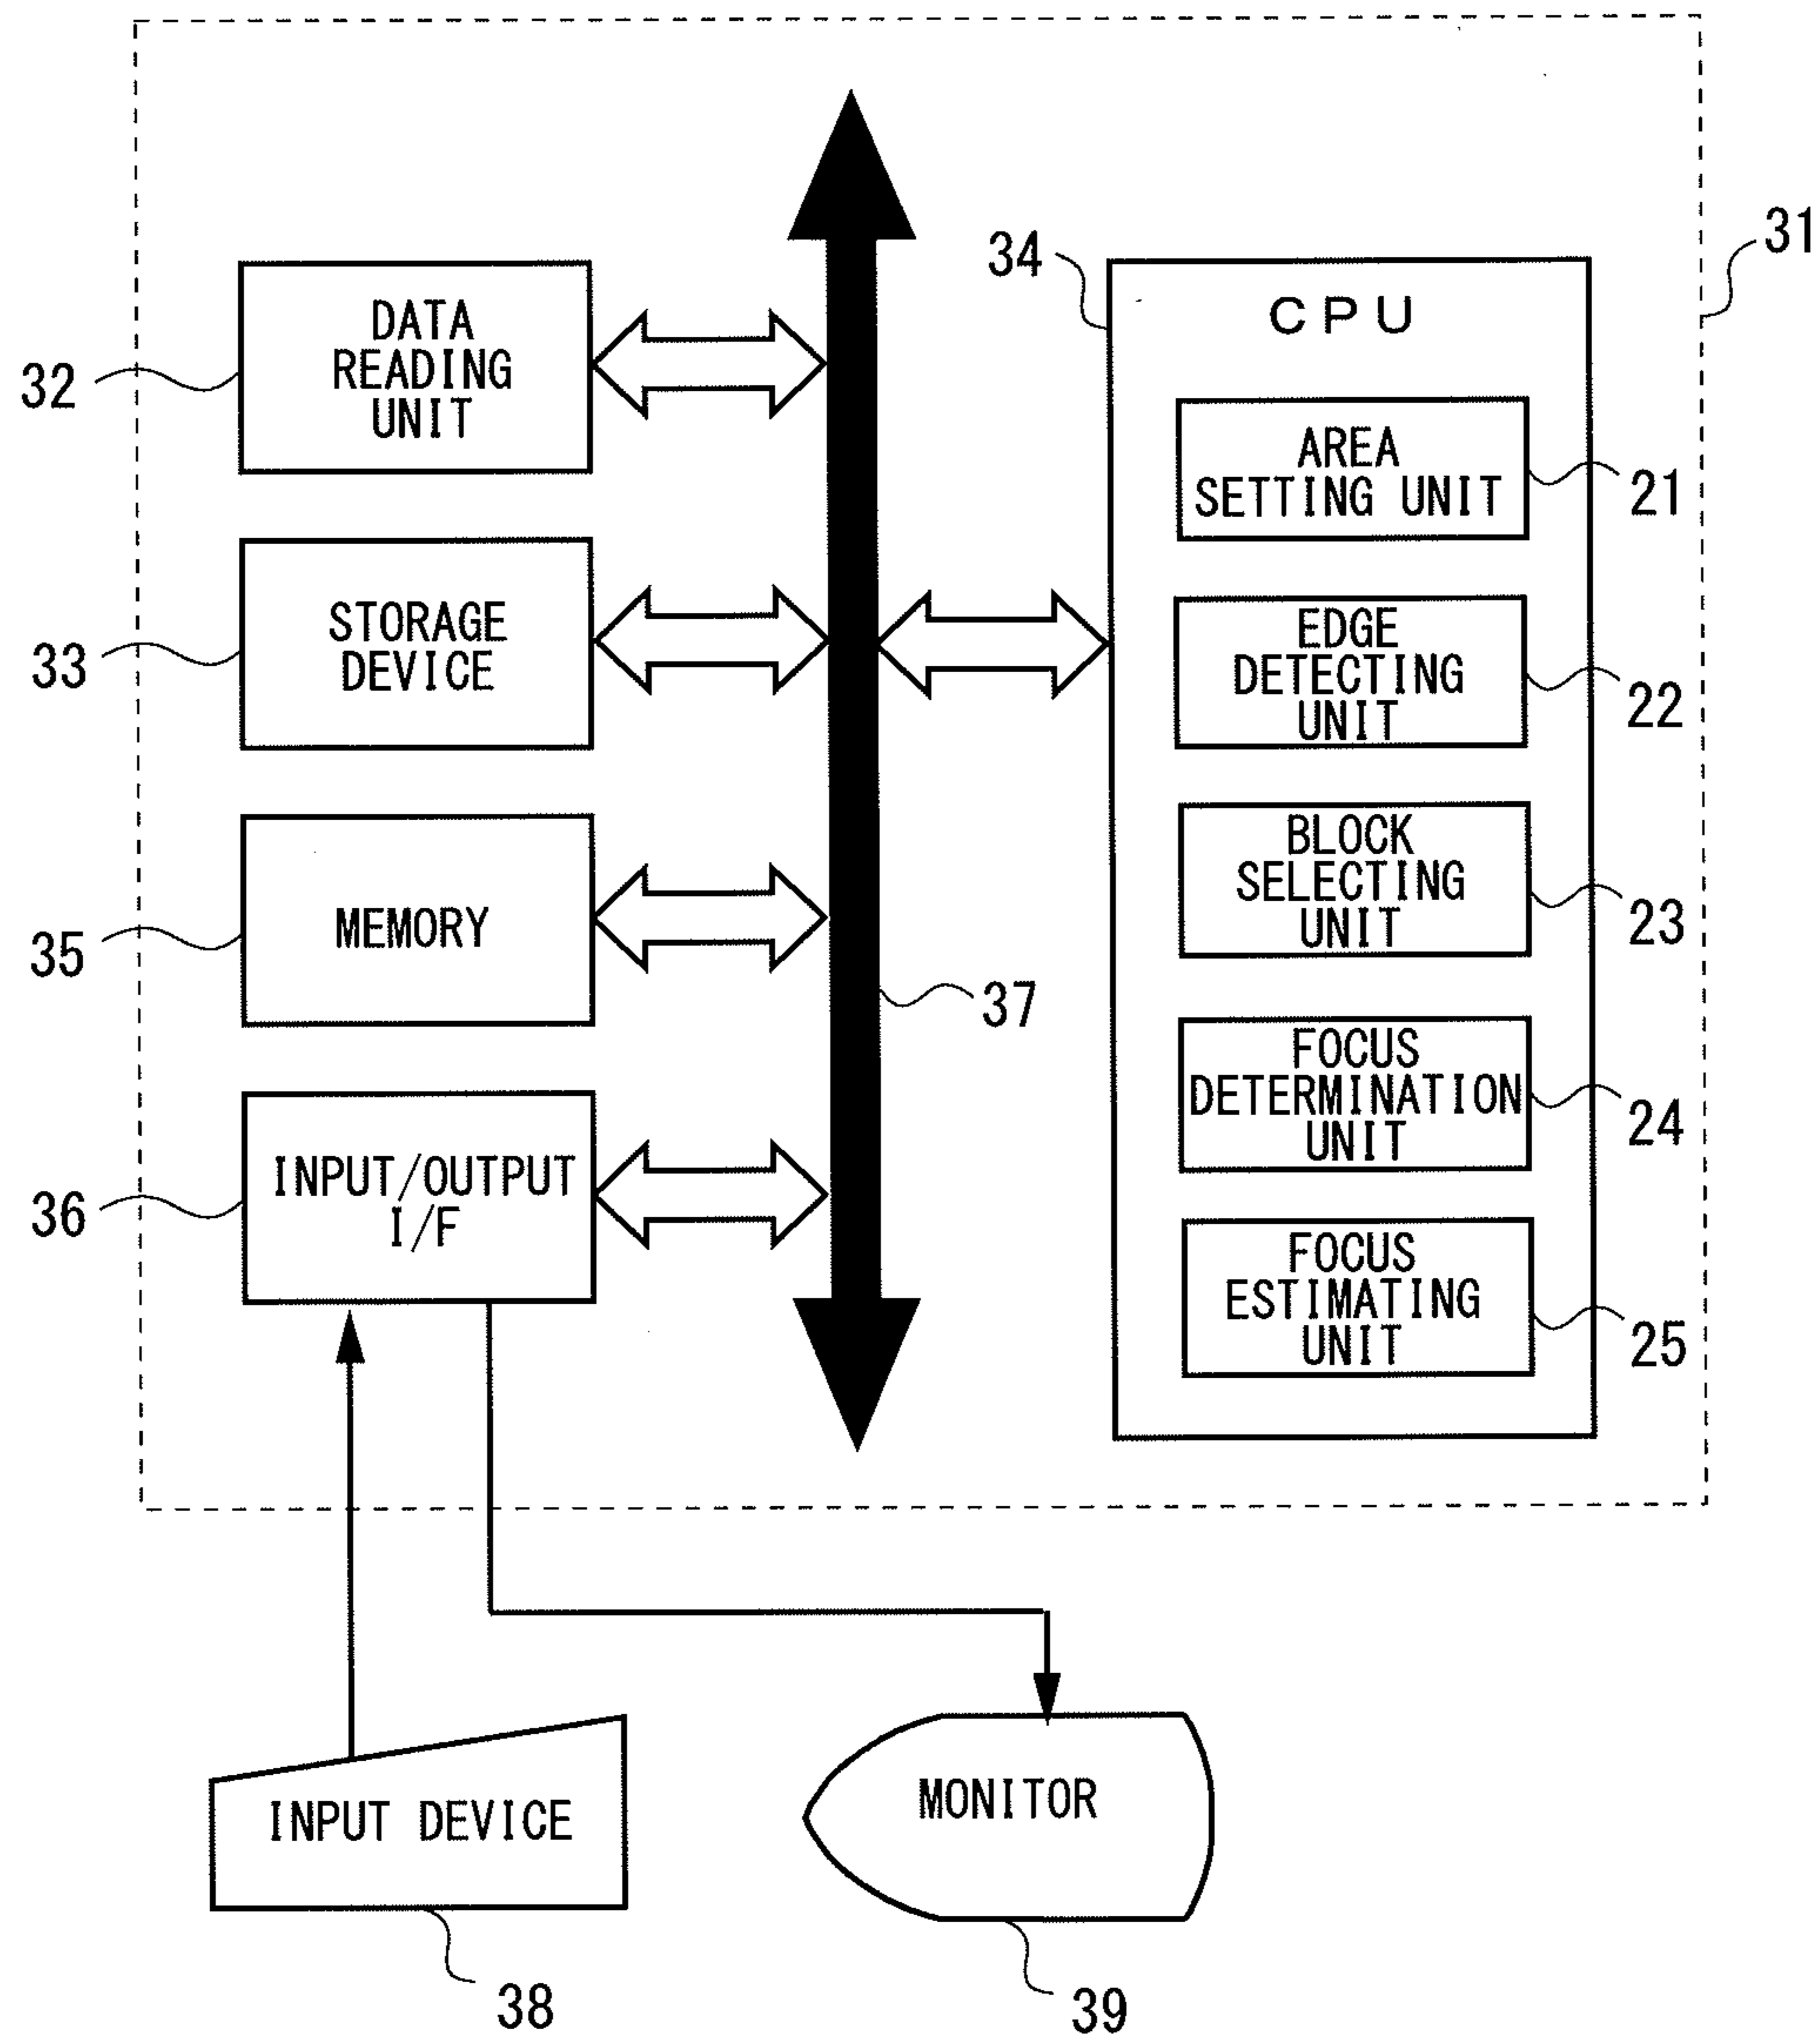 31
34
CPU
32
DATA
READING
UNIT
AREA
SETTING UNIT
21
33
STORAGE
DEVICE
EDGE
DETECTING
UNIT
22
35
MEMORY
BLOCK
SELECTING
UNIT
23
37
FOCUS
DETERMINATION
UNIT
24
36
INPUT/OUTPUT
I/F
FOCUS
ESTIMATING
UNIT
25
INPUT DEVICE
MONITOR
38
39